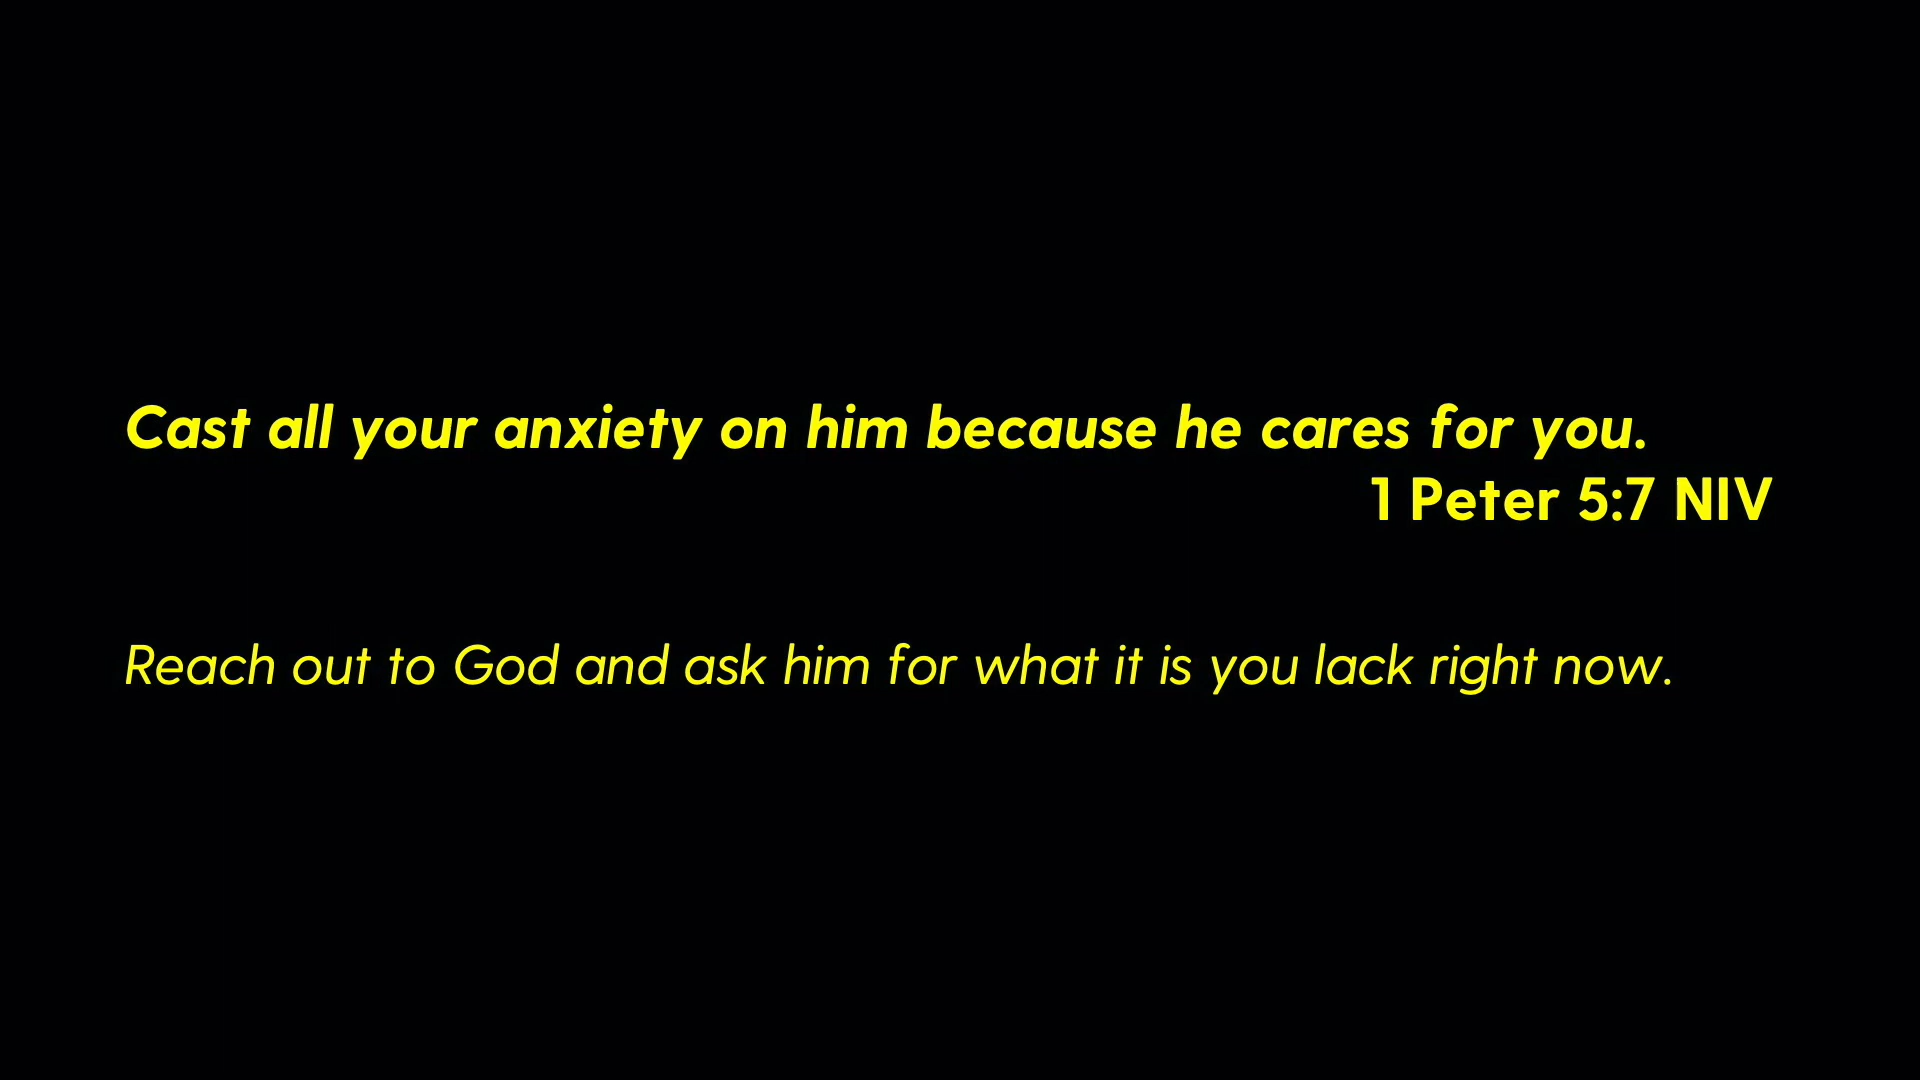 Cast all your anxiety on him because he cares for you.
1 Peter 5:7 NIV
Reach out to God and ask him for what it is you lack right now.